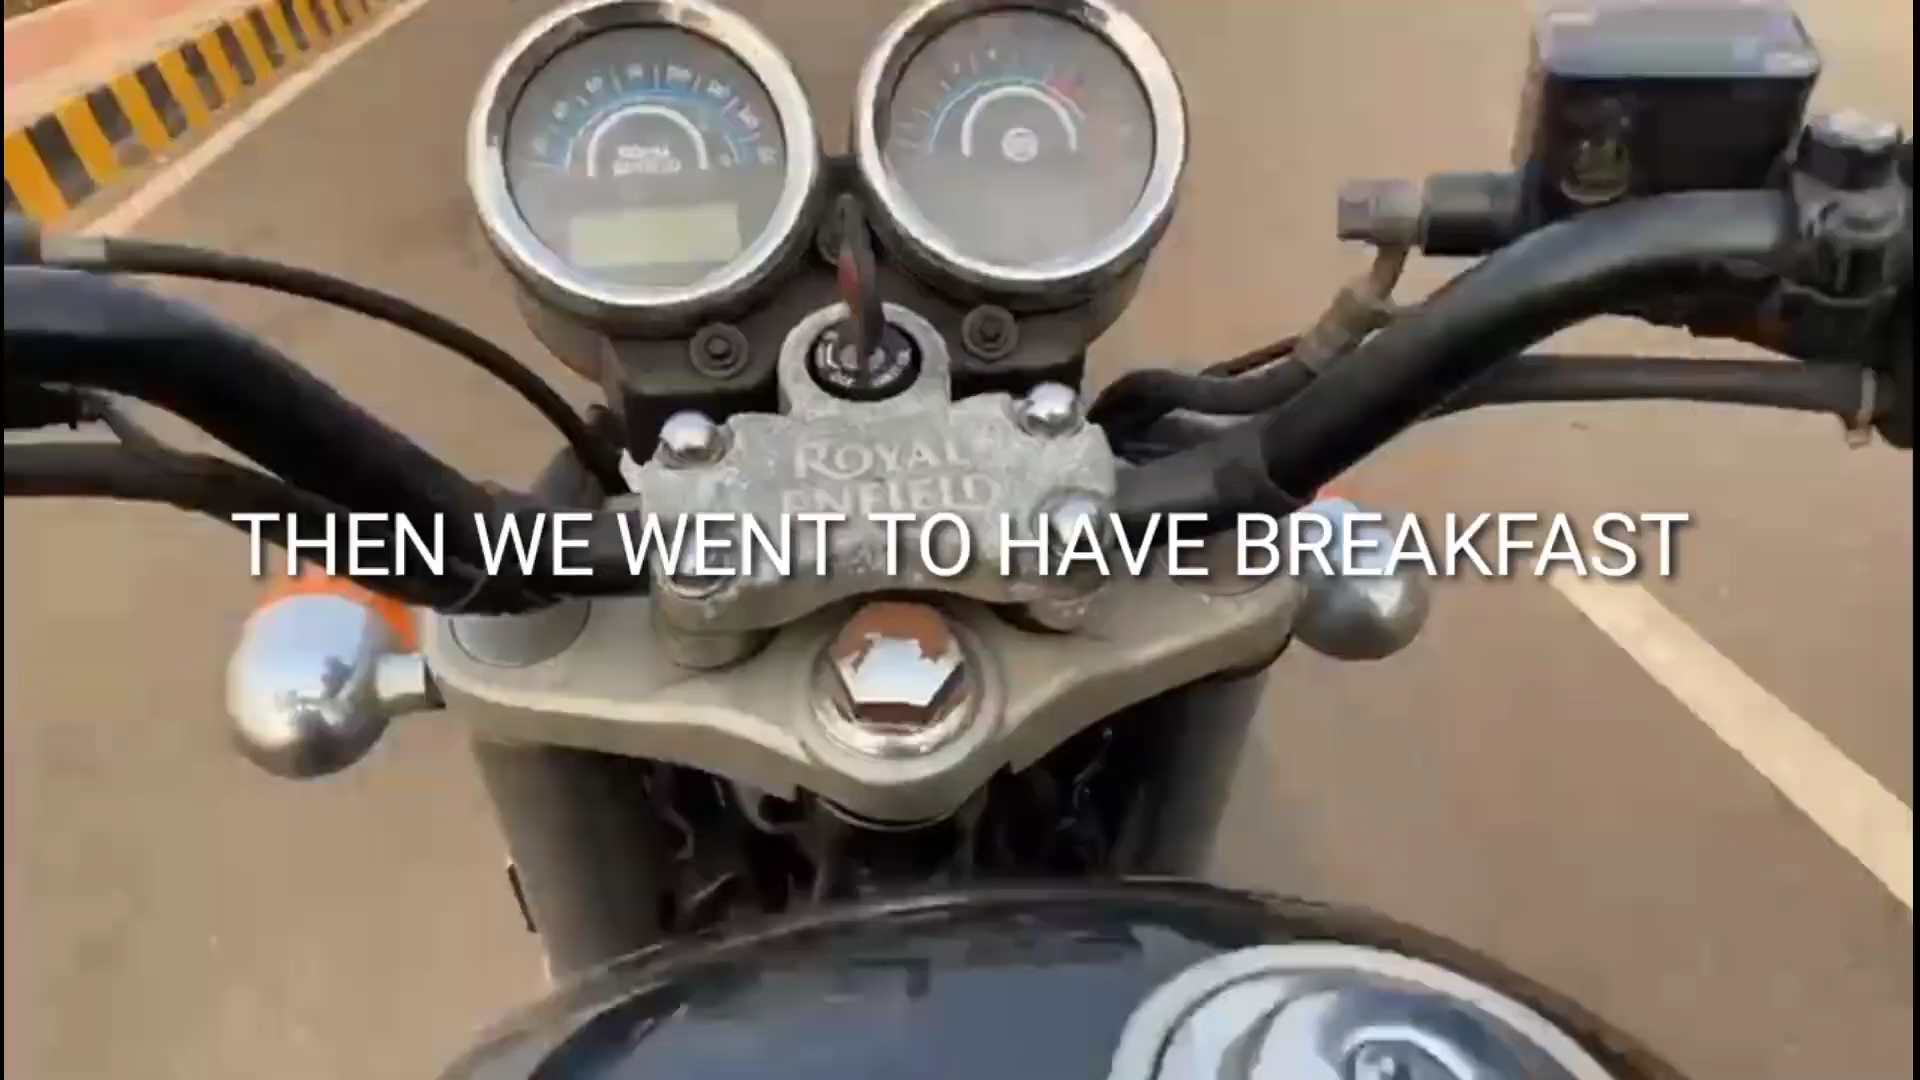 ROYAL
ENFIELD
THEN WE WENT TO HAVE BREAKFAST